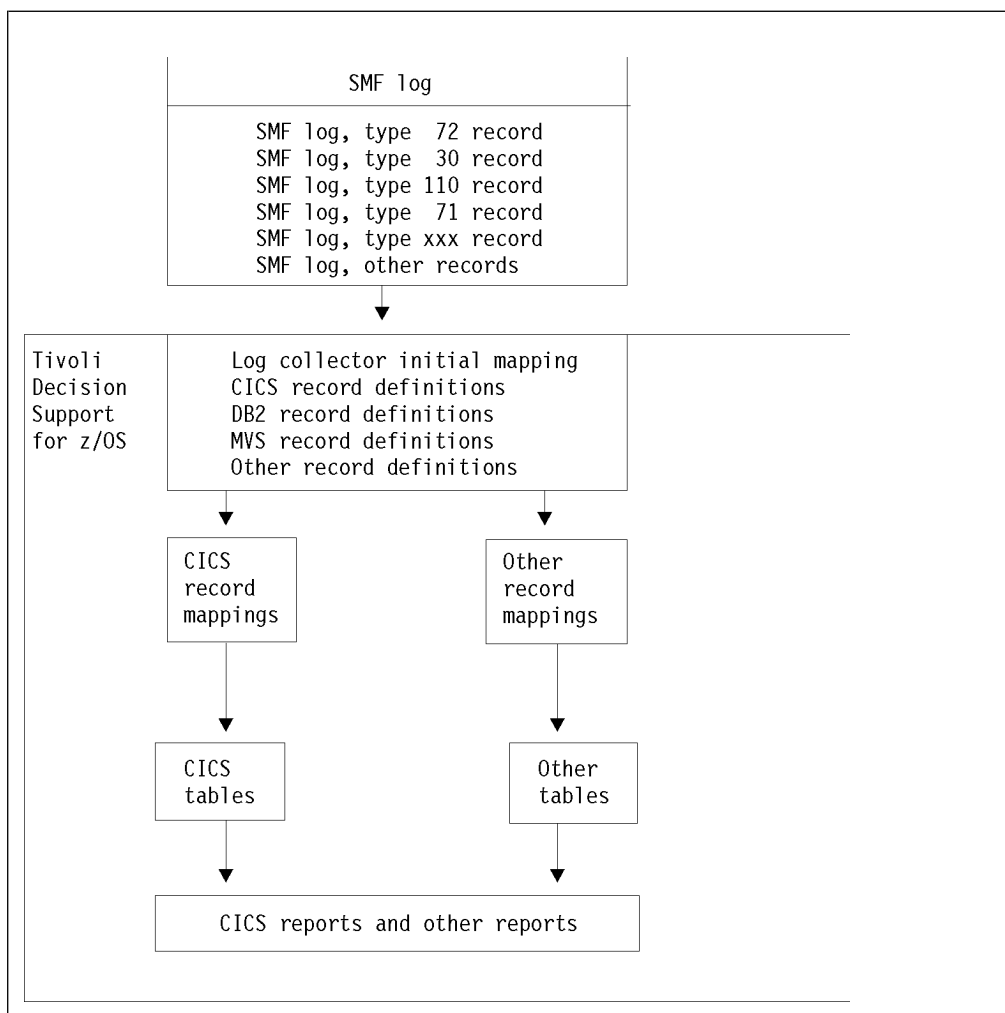 SMF log
SMF log, type 72 record
SMF log, type 30 record
SMF log, type 110 record
SMF log, type 71 record
SMF log, type xxx record
SMF log, other records
Tivoli
Decision
Support
for z/OS
Log collector initial mapping
CICS record definitions
DB2 record definitions
MVS record definitions
Other record definitions
CICS
record
mappings
Other
record
mappings
CICS
tables
Other
tables
CICS reports and other reports